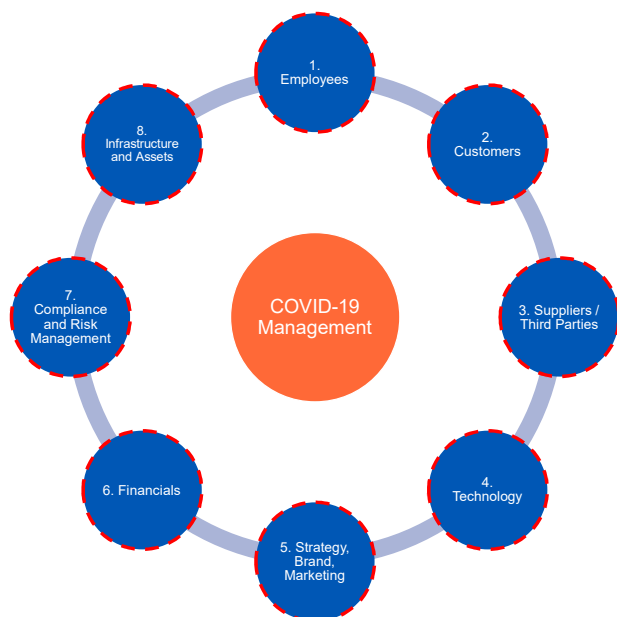 1.
Employees
2.
Customers
3. Suppliers /
Third Parties
4.
Technology
5. Strategy,
Brand,
Marketing
6. Financials
7.
Compliance
and Risk
Management
8.
Infrastructure
and Assets
COVID-19
Management